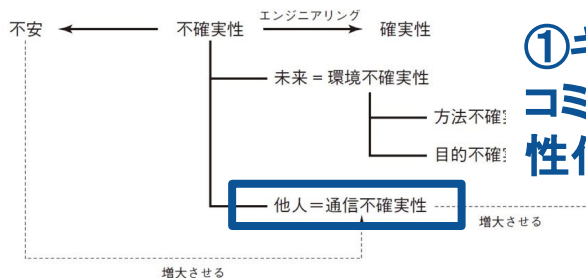 エンジニアリング
不安 不確実性 確実性
未来＝環境不確実性
方法不確
目的不確
他人＝通信不確実性
増大させる
増大させる
①
コミ
性